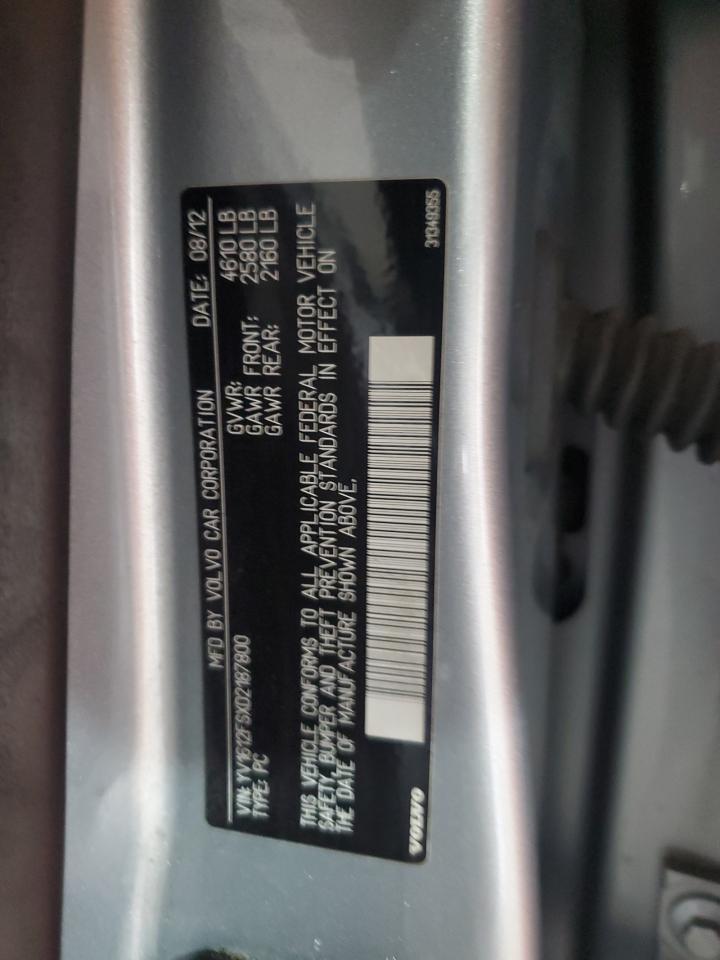 MFD BY VOLVO CAR CORPORATION DATE: 08/12
VIN: YV1612FSXD2187800 GVWR: 4610 LB
TYPE: PC GAWR FRONT: 2580 LB
GAWR REAR: 2160 LB
THIS VEHICLE CONFORMS TO ALL APPLICABLE FEDERAL MOTOR VEHICLE
SAFETY, BUMPER AND THEFT PREVENTION STANDARDS IN EFFECT ON
THE DATE OF MANUFACTURE SHOWN ABOVE.
VOLVO 31349355